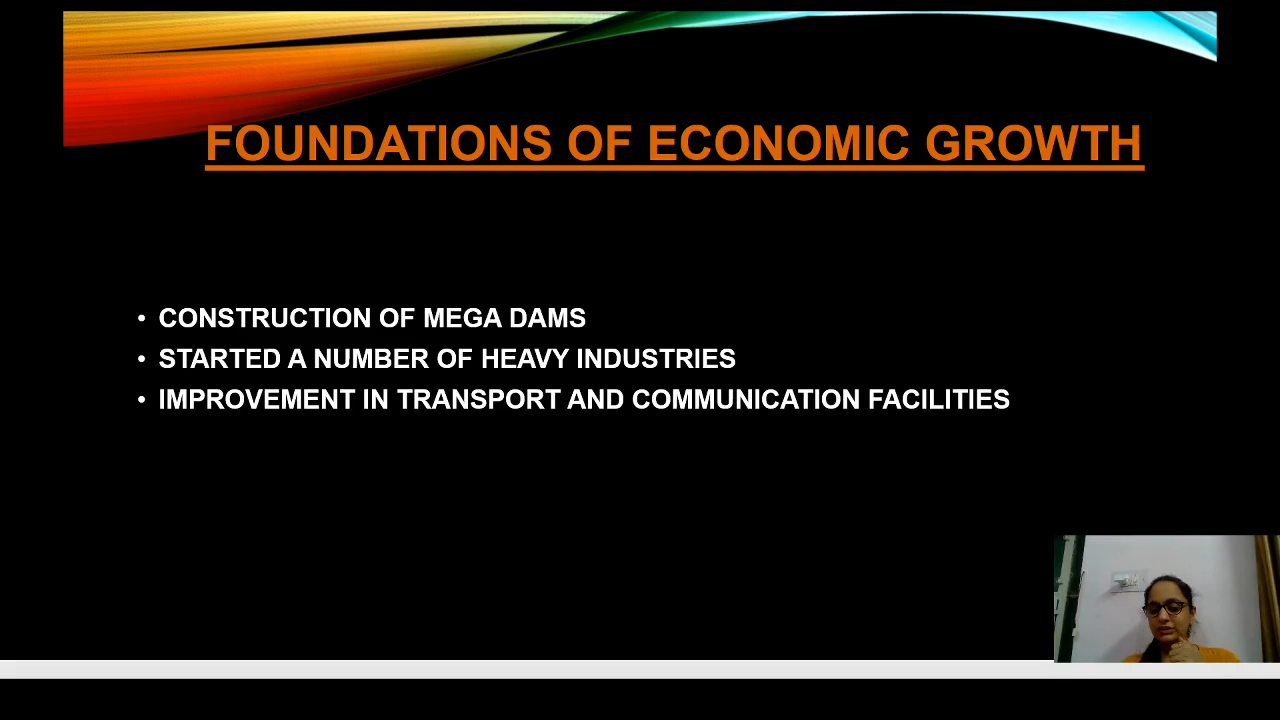 FOUNDATIONS OF ECONOMIC GROWTH
• CONSTRUCTION OF MEGA DAMS
• STARTED A NUMBER OF HEAVY INDUSTRIES
• IMPROVEMENT IN TRANSPORT AND COMMUNICATION FACILITIES